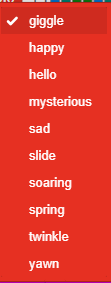 giggle
happy
hello
mysterious
sad
slide
soaring
spring
twinkle
yawn